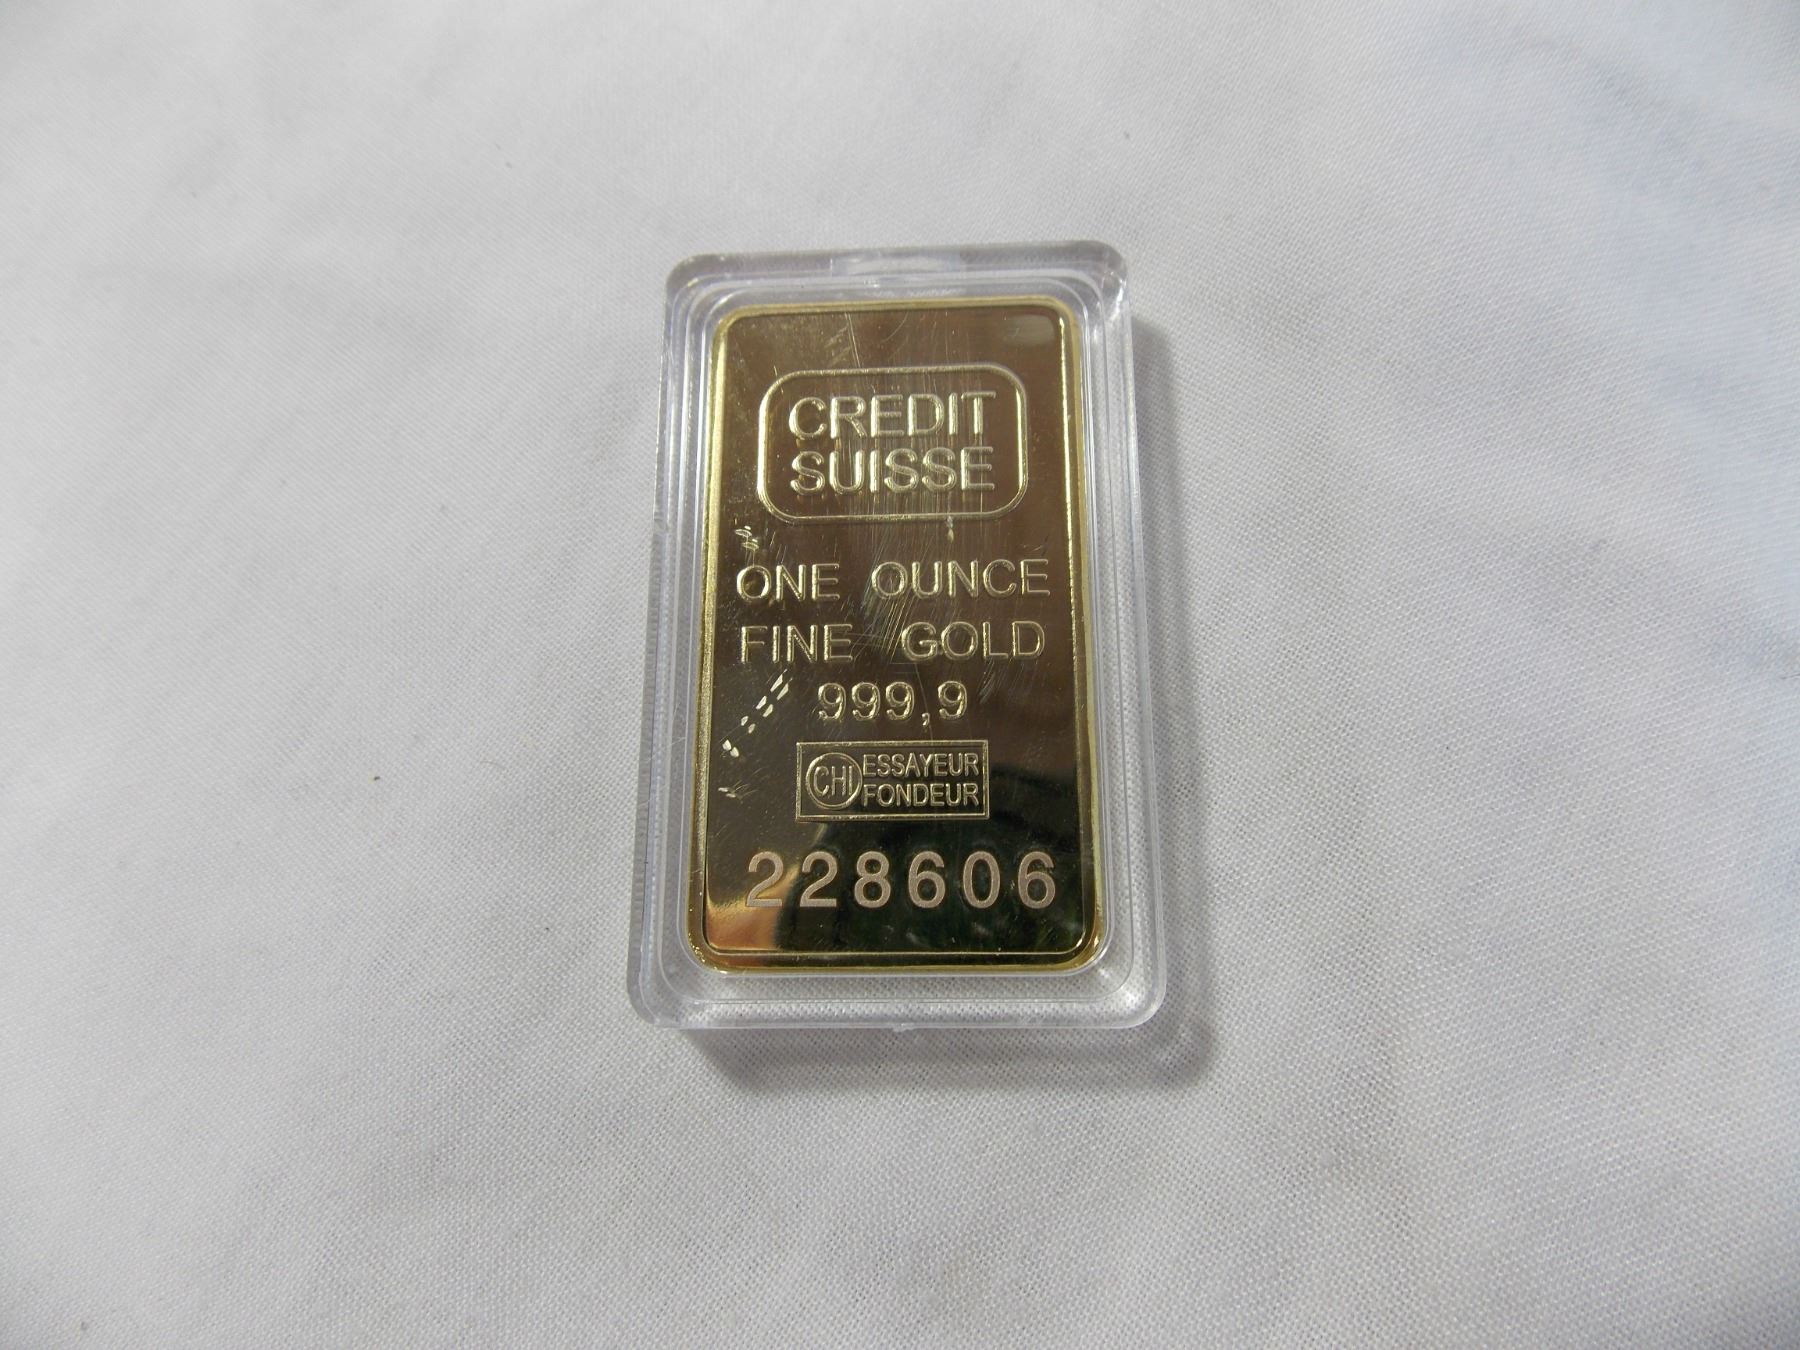 CREDIT
SUISSE
ONE OUNCE
FINE GOLD
999,9
CHI ESSAYEUR
FONDEUR
228606